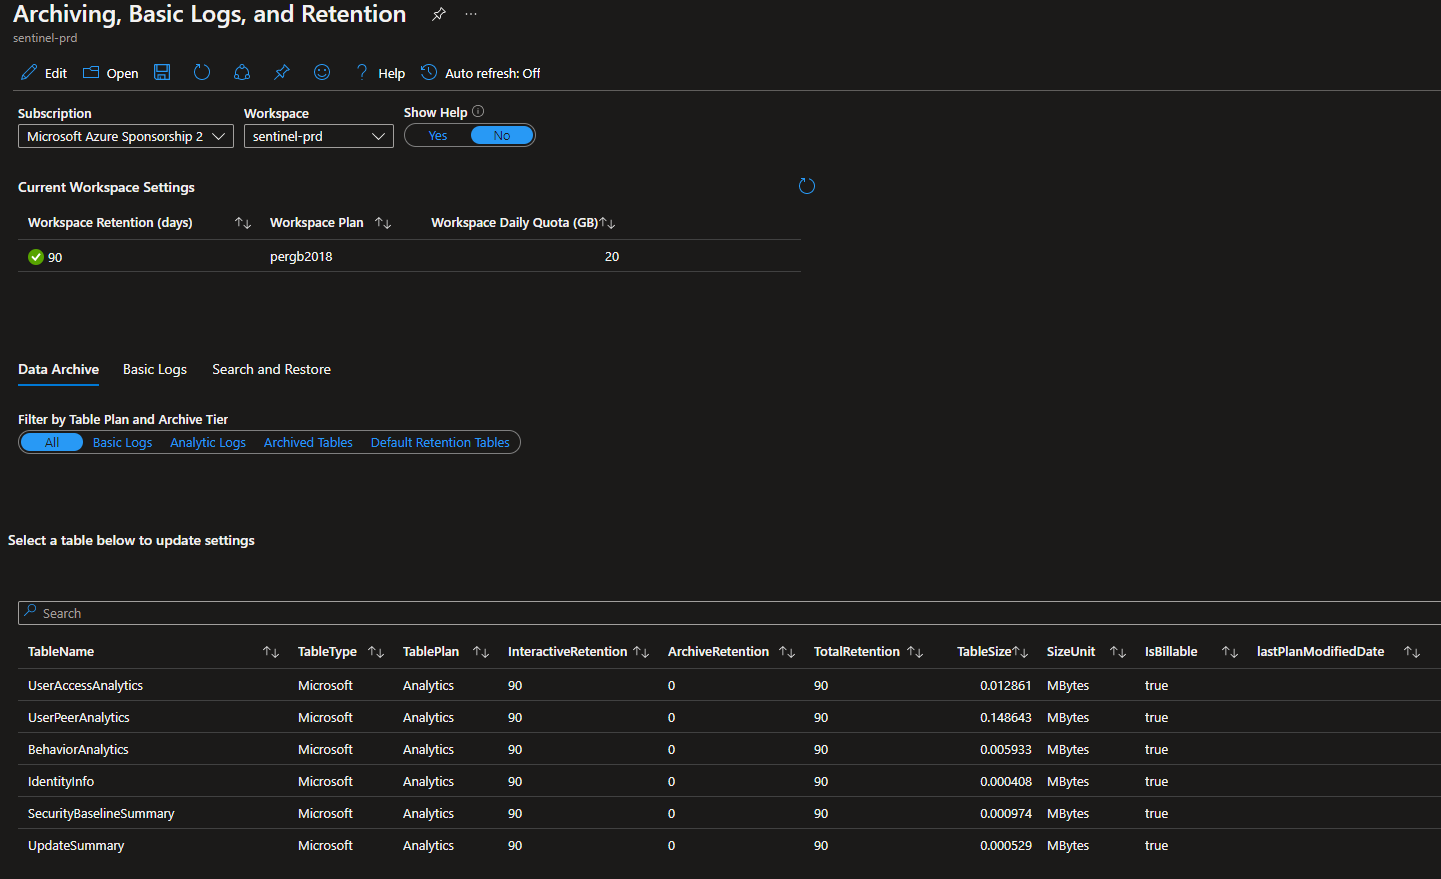 Archiving, Basic Logs, and Retention ...
sentinel-prd
Edit Open Help Auto refresh: Off
Subscription Workspace Show Help
Microsoft Azure Sponsorship 2 sentinel-prd Yes No
Current Workspace Settings
Workspace Retention (days) Workspace Plan Workspace Daily Quota (GB)
90 pergb2018 20
Data Archive Basic Logs Search and Restore
Filter by Table Plan and Archive Tier
All Basic Logs Analytic Logs Archived Tables Default Retention Tables
Select a table below to update settings
Search
TableName TableType TablePlan InteractiveRetention ArchiveRetention TotalRetention TableSize SizeUnit IsBillable lastPlanModifiedDate
UserAccessAnalytics Microsoft Analytics 90 0 90 0.012861 MBytes true
UserPeerAnalytics Microsoft Analytics 90 0 90 0.148643 MBytes true
BehaviorAnalytics Microsoft Analytics 90 0 90 0.005933 MBytes true
IdentityInfo Microsoft Analytics 90 0 90 0.000408 MBytes true
SecurityBaselineSummary Microsoft Analytics 90 0 90 0.000974 MBytes true
UpdateSummary Microsoft Analytics 90 0 90 0.000529 MBytes true